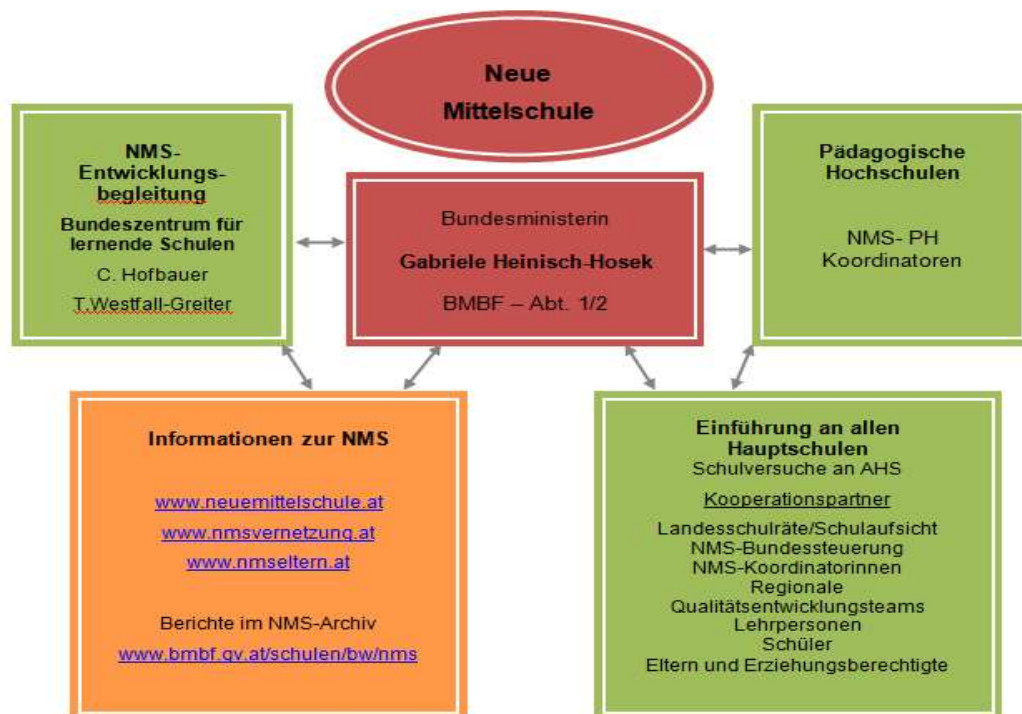 Neue
Mittelschule
NMS-
Entwicklungs-
begleitung
Bundeszentrum für
lernende Schulen
C. Hofbauer
T.Westfall-Greiter
Bundesministerin
Gabriele Heinisch-Hosek
BMBF – Abt. 1/2
Pädagogische
Hochschulen
NMS- PH
Koordinatoren
Informationen zur NMS
www.neuemittelschule.at
www.nmsvernetzung.at
www.nmseltern.at
Berichte im NMS-Archiv
www.bmbf.gv.at/schulen/bw/nms
Einführung an allen
Hauptschulen
Schulversuche an AHS
Kooperationspartner
Landesschulräte/Schulaufsicht
NMS-Bundessteuerung
NMS-Koordinatorinnen
Regionale
Qualitätsentwicklungsteams
Lehrpersonen
Schüler
Eltern und Erziehungsberechtigte